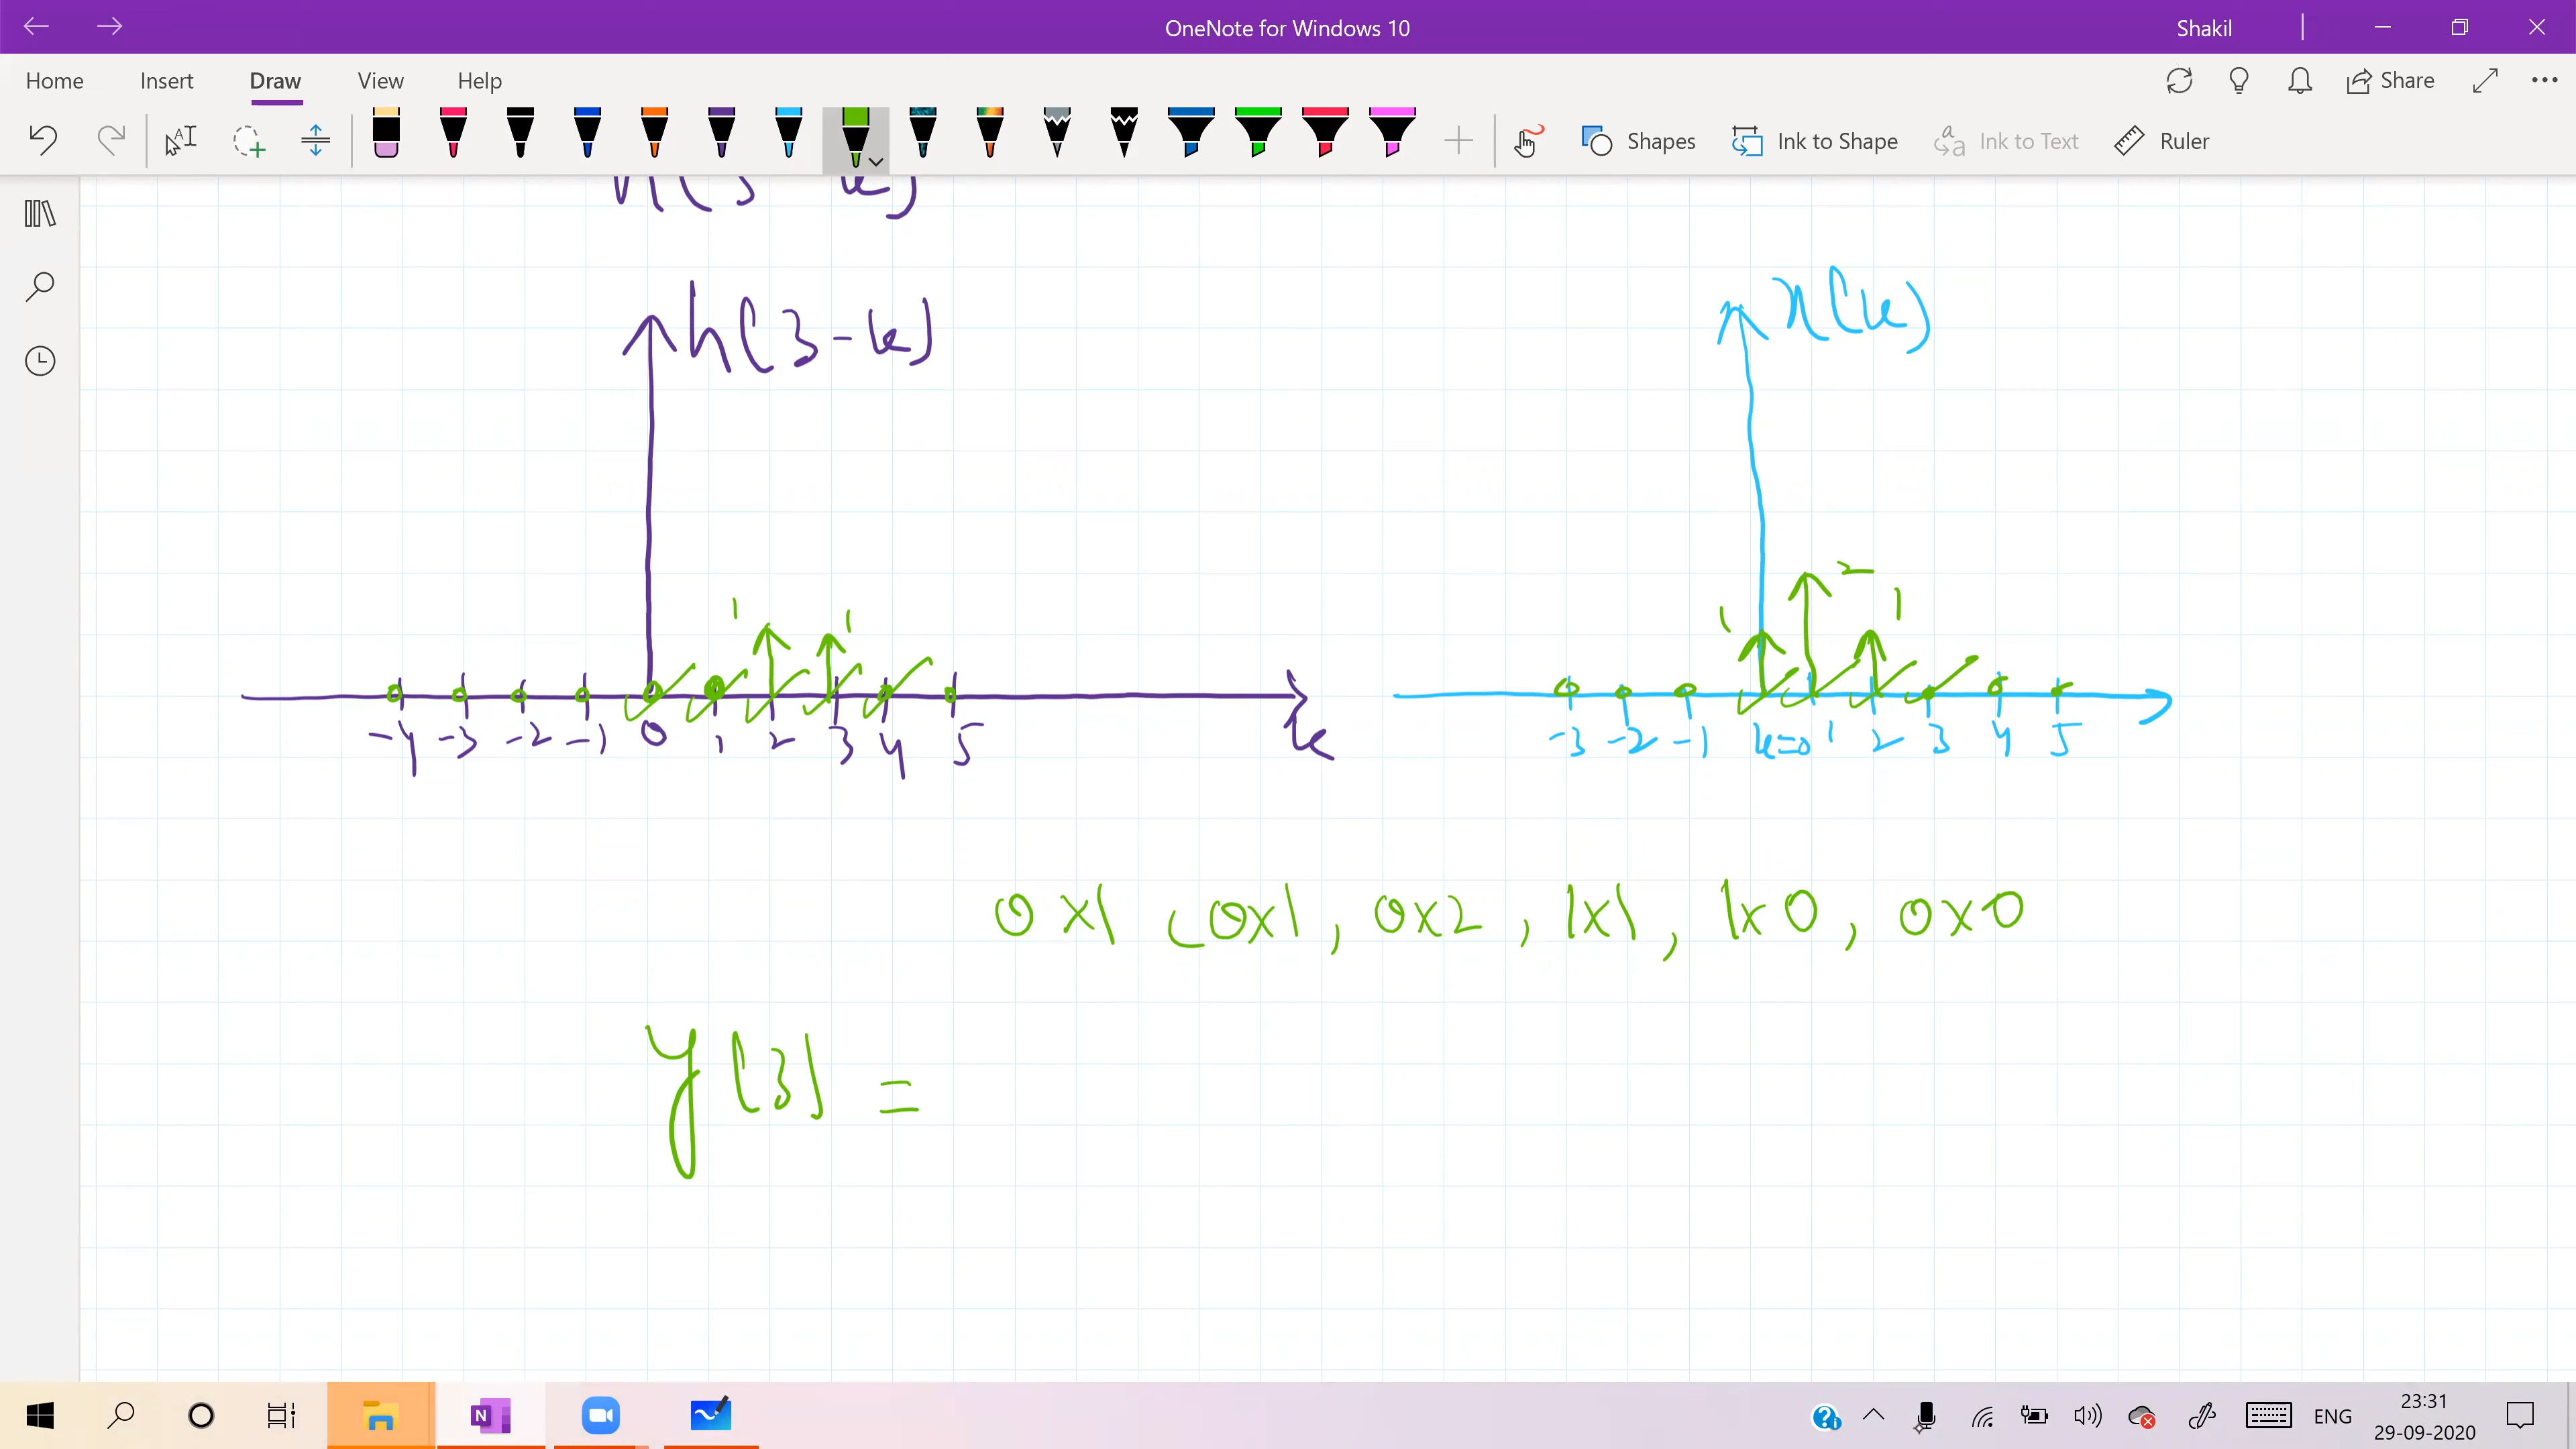 OneNote for Windows 10
Shakil
Home Insert Draw View Help
Share
Shapes Ink to Shape Ink to Text Ruler
h(3-k)
h(3-k)
x(k)
1 1
1 2 1
-4 -3 -2 -1 0 1 2 3 4 5 k
-3 -2 -1 k=0 1 2 3 4 5
0x1 (0x1, 0x2, 1x1, 1x0, 0x0
y[3] =
ENG
23:31
29-09-2020